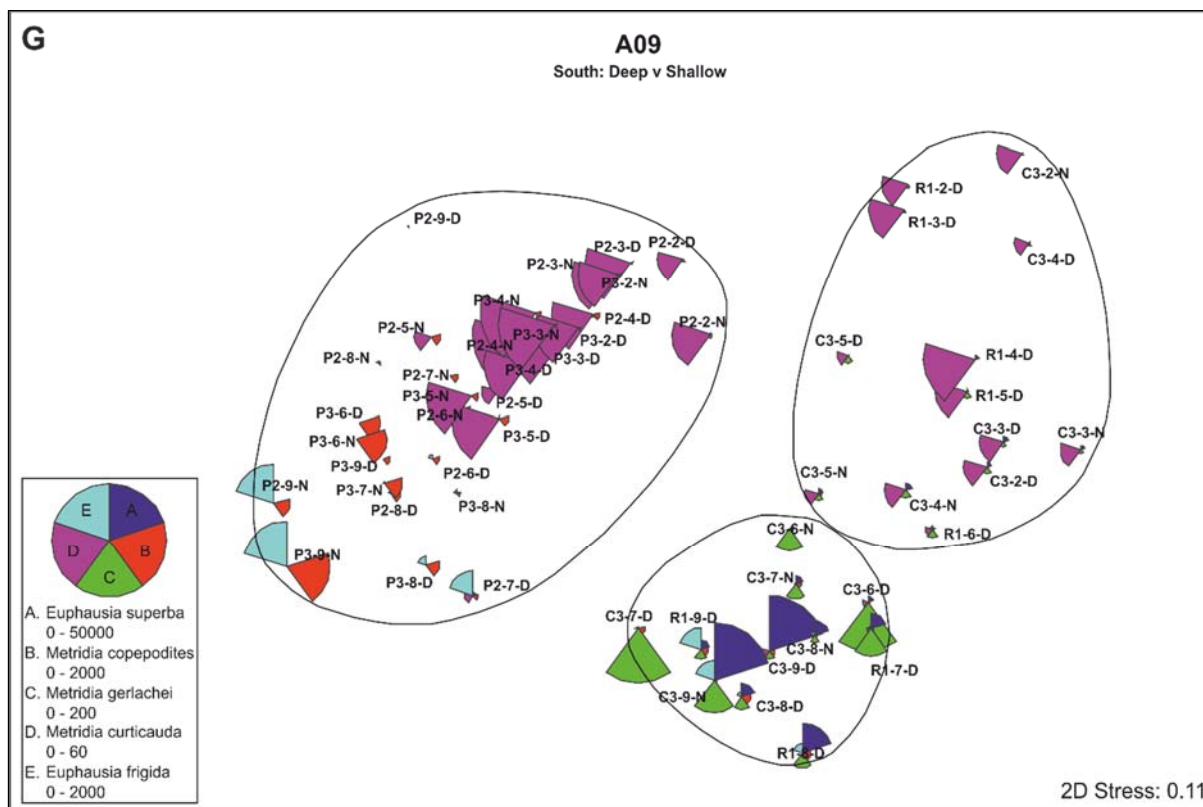 G
A09
South: Deep v Shallow
C3-2-N
R1-2-D
R1-3-D
P2-9-D
C3-4-D
P2-3-D
P2-2-D
P2-3-N
P3-2-N
P3-4-N
P2-4-D
P2-5-N
P3-3-N
P3-2-D
P2-2-N
P2-4-N
P3-3-D
C3-5-D
R1-4-D
P2-8-N
P3-4-D
P2-7-N
P3-5-N
P2-5-D
R1-5-D
P3-6-D
P2-6-N
P3-5-D
C3-3-N
P3-6-N
C3-3-D
P3-9-D
P2-6-D
C3-2-D
P2-9-N
P3-7-N
C3-5-N
P2-8-D
P3-8-N
C3-4-N
C3-6-N
R1-6-D
P3-9-N
C3-7-N
P3-8-D
P2-7-D
C3-6-D
C3-7-D
R1-9-D
C3-8-N
C3-9-D
R1-7-D
C3-9-N
C3-8-D
R1-8-D
E
A
D
B
C
A. Euphausia superba
0 - 50000
B. Metridia copepodites
0 - 2000
C. Metridia gerlachei
0 - 200
D. Metridia curticauda
0 - 60
E. Euphausia frigida
0 - 2000
2D Stress: 0.11